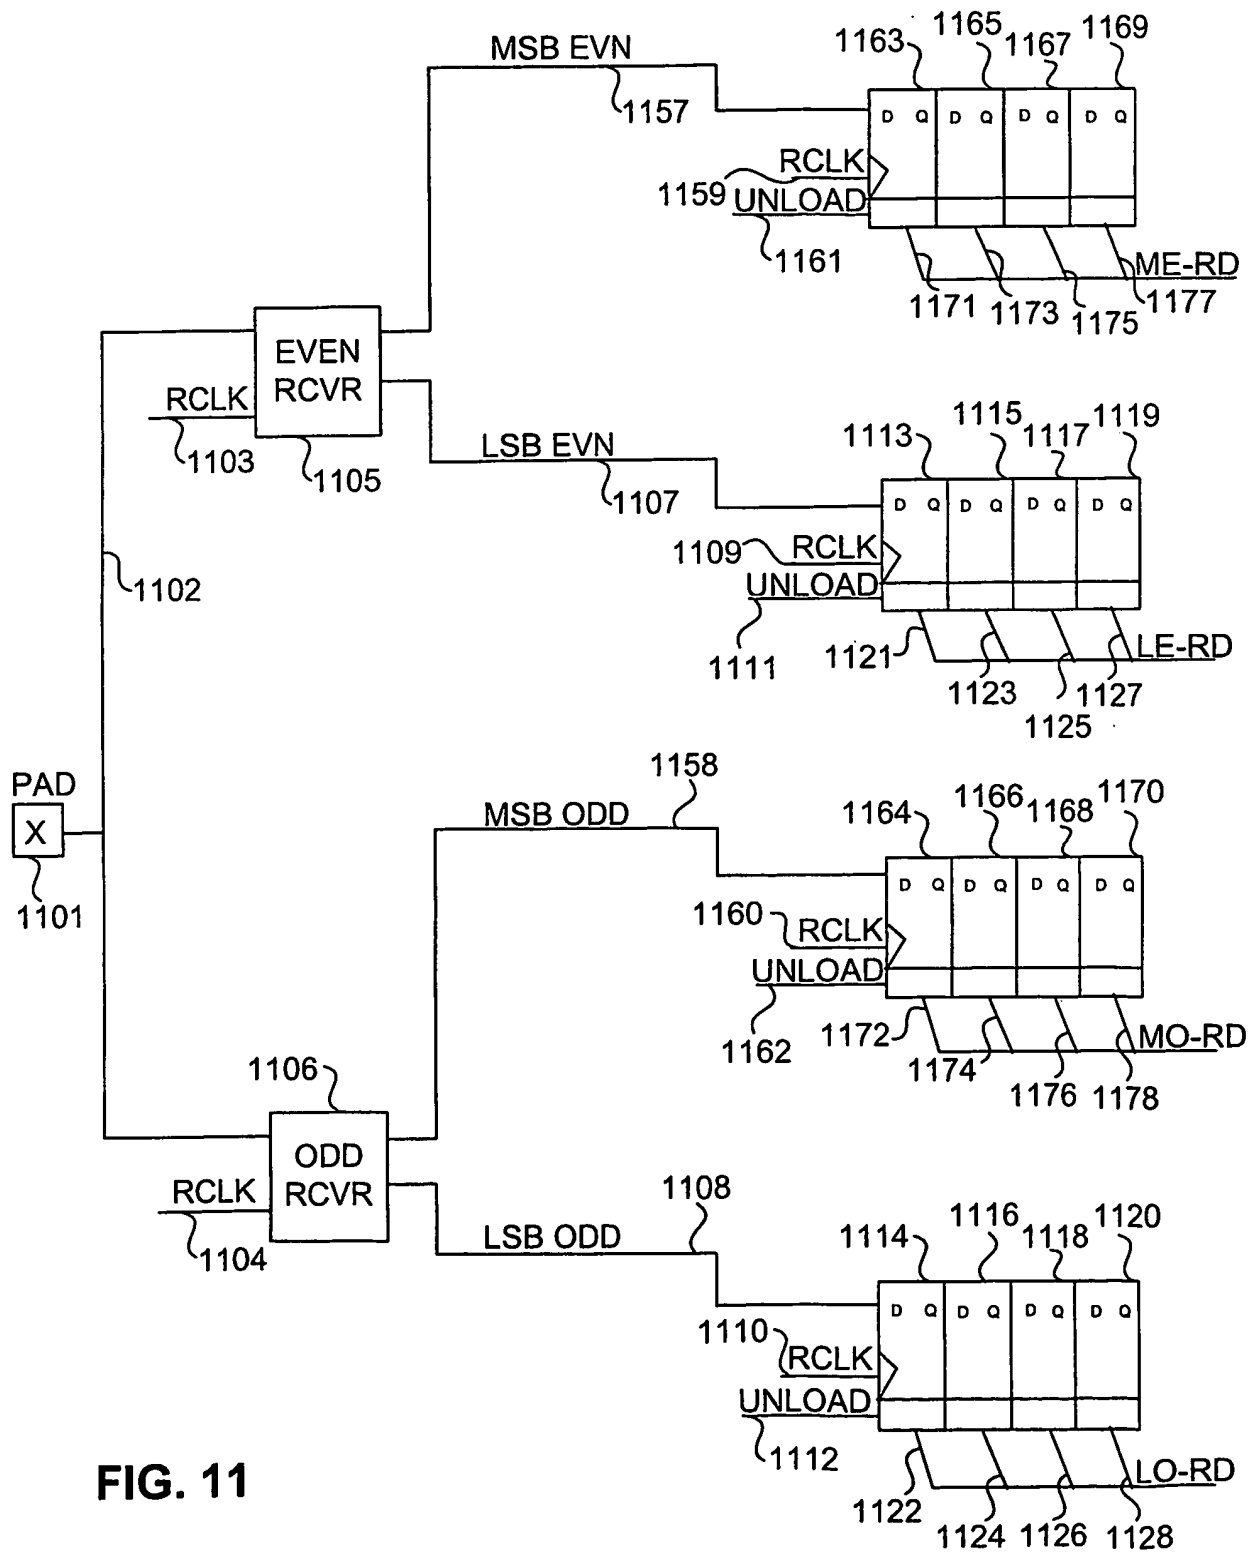 1163 1165 1167 1169
MSB EVN
1157
D Q D Q D Q D Q
RCLK
1159
UNLOAD
1161
ME-RD
1171 1173 1175 1177
EVEN
RCVR
RCLK
1103
1105
LSB EVN
1107
1113 1115 1117 1119
D Q D Q D Q D Q
1109 RCLK
UNLOAD
1111
LE-RD
1121 1123 1125 1127
1102
PAD
X
1101
1158
MSB ODD
1164 1166 1168 1170
D Q D Q D Q D Q
1160
RCLK
UNLOAD
1162
MO-RD
1172 1174 1176 1178
1106
ODD
RCVR
RCLK
1104
1108
LSB ODD
1114 1116 1118 1120
D Q D Q D Q D Q
1110
RCLK
UNLOAD
1112
LO-RD
1122 1124 1126 1128
FIG. 11